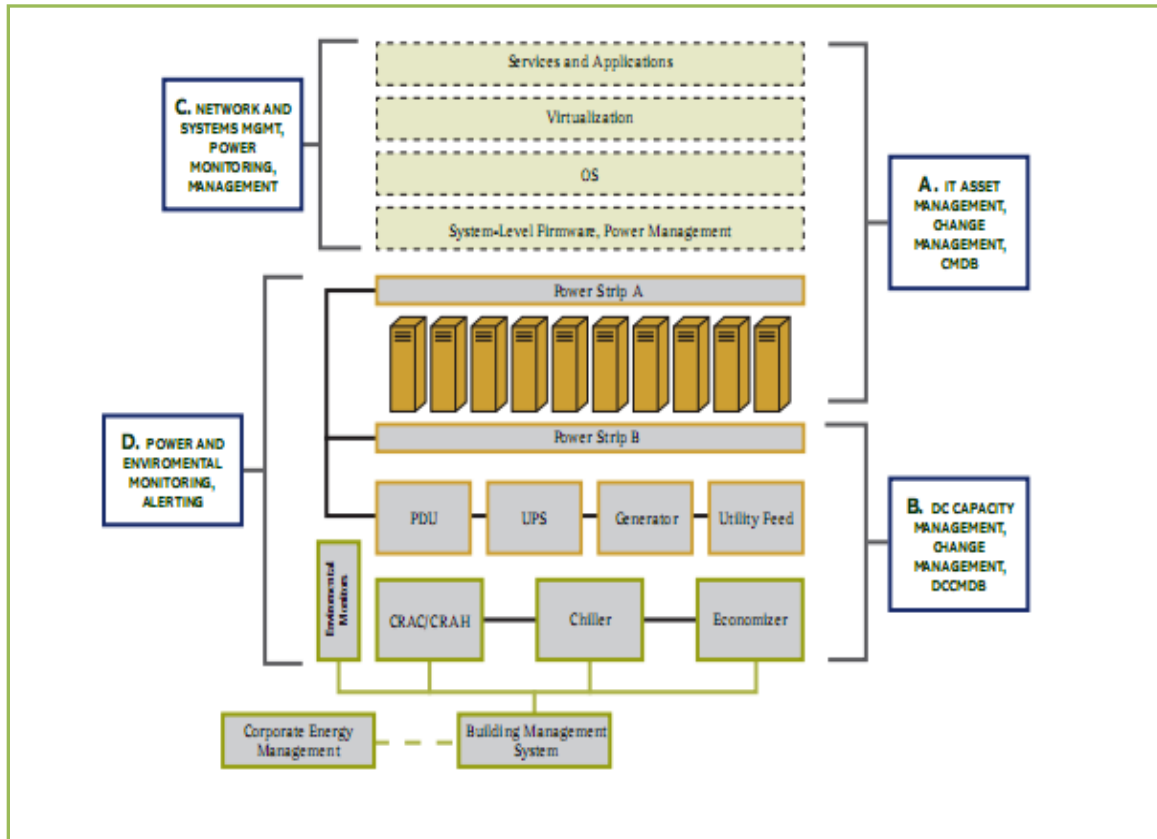 Services and Applications
Virtualization
OS
System-Level Firmware, Power Management
C. NETWORK AND
SYSTEMS MGMT,
POWER
MONITORING,
MANAGEMENT
A. IT ASSET
MANAGEMENT,
CHANGE
MANAGEMENT,
CMDB
Power Strip A
Power Strip B
D. POWER AND
ENVIROMENTAL
MONITORING,
ALERTING
PDU
UPS
Generator
Utility Feed
B. DC CAPACITY
MANAGEMENT,
CHANGE
MANAGEMENT,
DCCMDB
Environmental
Monitors
CRAC/CRAH
Chiller
Economizer
Corporate Energy
Management
Building Management
System